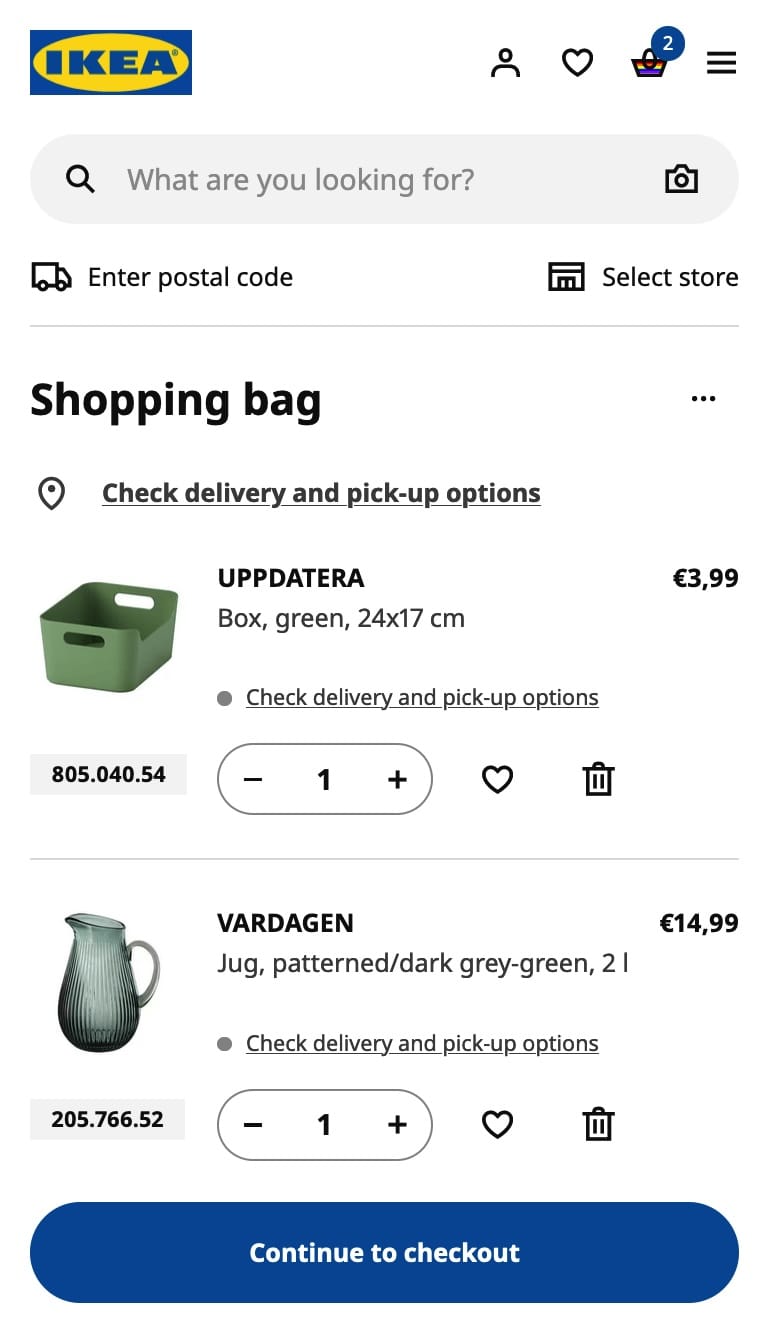 IKEA
2
What are you looking for?
Enter postal code
Select store
Shopping bag
Check delivery and pick-up options
UPPDATERA
€3,99
Box, green, 24x17 cm
Check delivery and pick-up options
805.040.54
1
VARDAGEN
€14,99
Jug, patterned/dark grey-green, 2 l
Check delivery and pick-up options
205.766.52
1
Continue to checkout